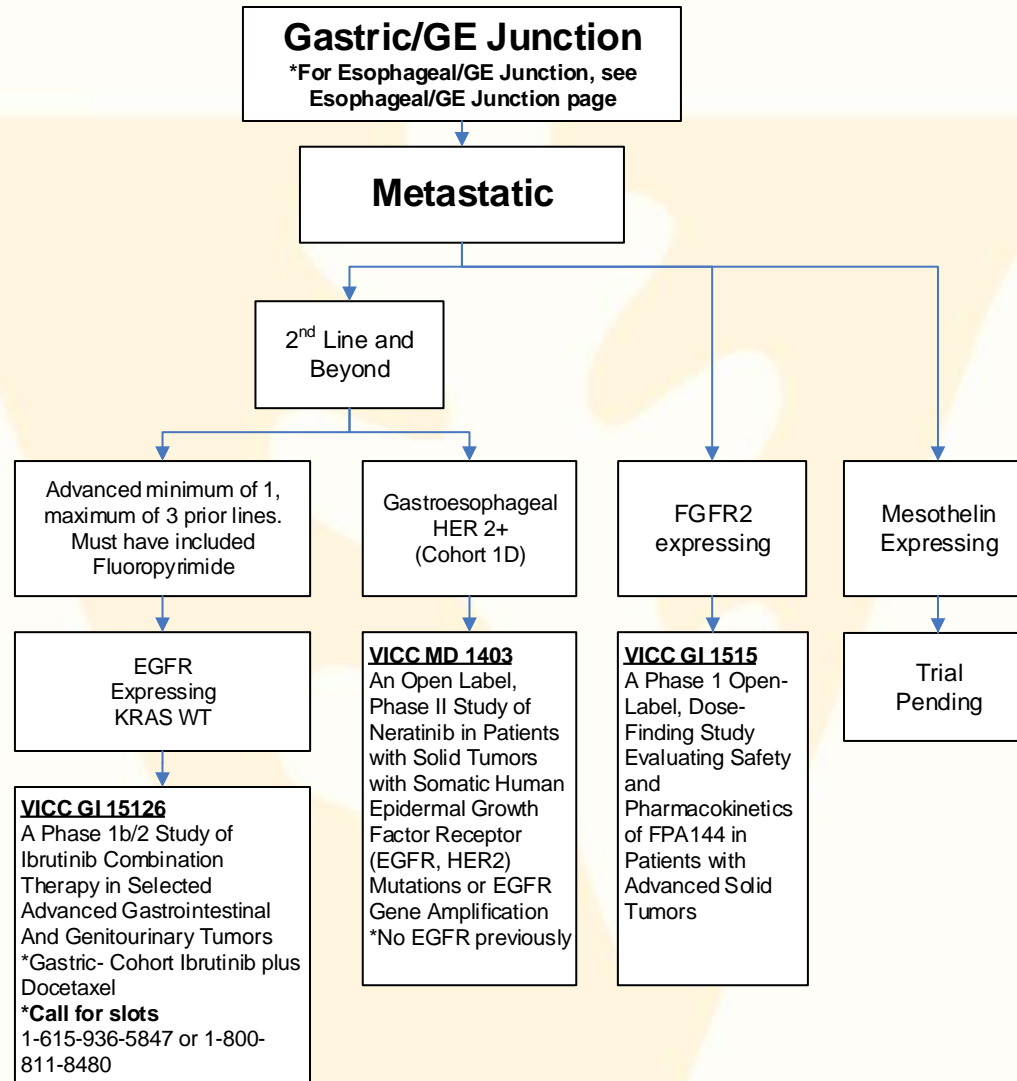 Gastric/GE Junction
*For Esophageal/GE Junction, see
Esophageal/GE Junction page
Metastatic
2nd Line and
Beyond
Advanced minimum of 1,
maximum of 3 prior lines.
Must have included
Fluoropyrimide
Gastroesophageal
HER 2+
(Cohort 1D)
FGFR2
expressing
Mesothelin
Expressing
EGFR
Expressing
KRAS WT
VICC MD 1403
An Open Label,
Phase II Study of
Neratinib in Patients
with Solid Tumors
with Somatic Human
Epidermal Growth
Factor Receptor
(EGFR, HER2)
Mutations or EGFR
Gene Amplification
*No EGFR previously
VICC GI 1515
A Phase 1 Open-
Label, Dose-
Finding Study
Evaluating Safety
and
Pharmacokinetics
of FPA144 in
Patients with
Advanced Solid
Tumors
Trial
Pending
VICC GI 15126
A Phase 1b/2 Study of
Ibrutinib Combination
Therapy in Selected
Advanced Gastrointestinal
And Genitourinary Tumors
*Gastric- Cohort Ibrutinib plus
Docetaxel
*Call for slots
1-615-936-5847 or 1-800-
811-8480